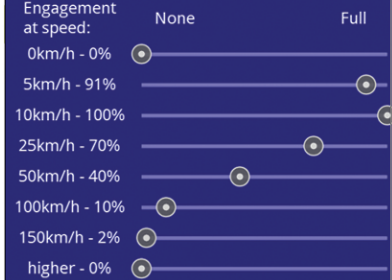 Engagement
at speed:
None
Full
0km/h - 0%
5km/h - 91%
10km/h - 100%
25km/h - 70%
50km/h - 40%
100km/h - 10%
150km/h - 2%
higher - 0%